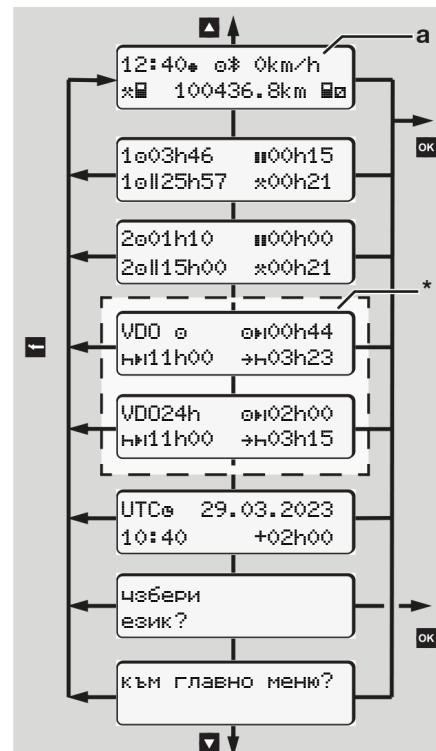 a
12:40● ⊙ᛒ 0km/h
100436.8km
OK
1⊙03h46 ▮▮00h15
1⊙||25h57 ⚒00h21
2⊙01h10 ▮▮00h00
2⊙||15h00 ⚒00h21
*
VDO ⊙ ⊙▶|00h44
⊢▶|11h00 →⊢03h23
VDO24h ⊙▶|02h00
⊢▶|11h00 →⊢03h15
UTC 29.03.2023
10:40 +02h00
избери
език?
OK
към главно меню?